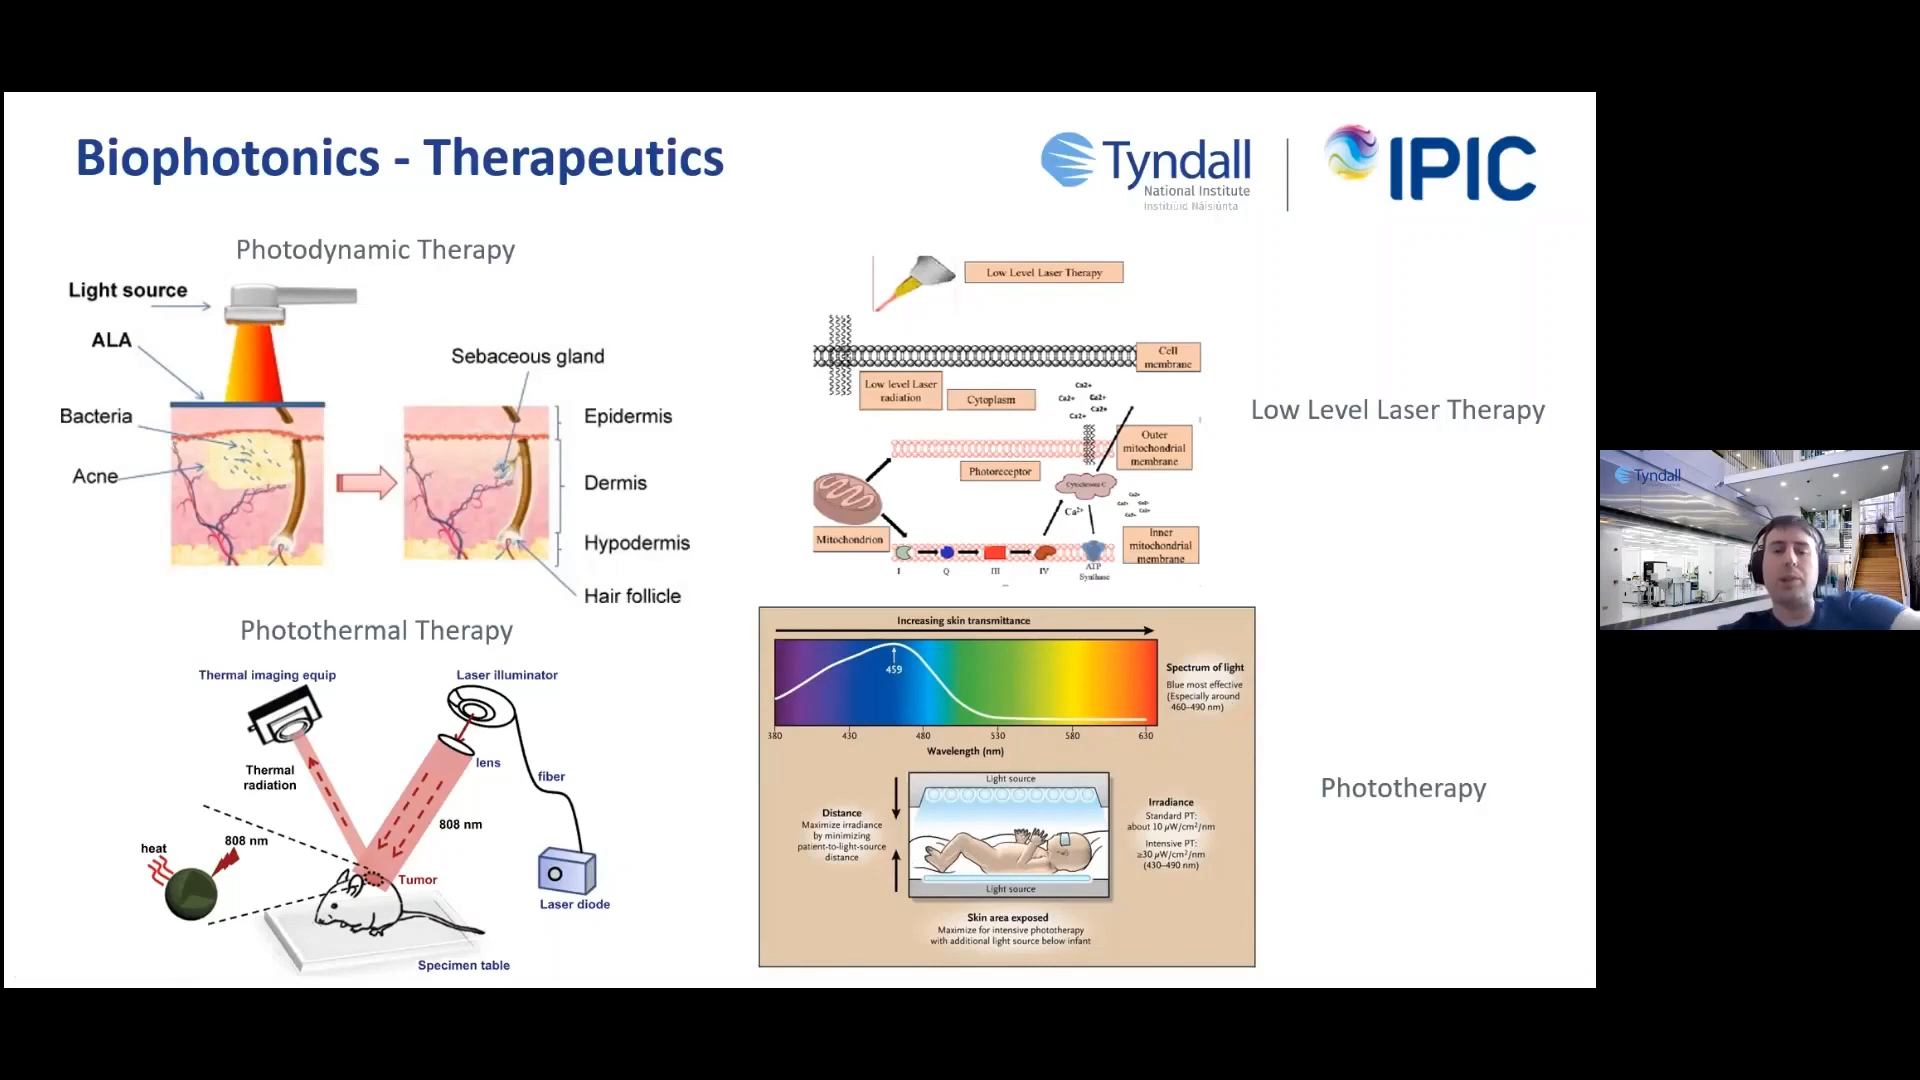 Biophotonics - Therapeutics
Tyndall
National Institute
Institiúid Náisiúnta
IPIC
Photodynamic Therapy
Light source
ALA
Bacteria
Acne
Sebaceous gland
Epidermis
Dermis
Hypodermis
Hair follicle
Low Level Laser Therapy
Cell
membrane
Low level Laser
radiation
Cytoplasm
Ca2+
Ca2+
Ca2+
Ca2+
Ca2+
Outer
mitochondrial
membrane
Photoreceptor
Cytochrome C
Ca2+
Mitochondrion
Inner
mitochondrial
membrane
I
Q
III
IV
ATP
Synthase
Low Level Laser Therapy
Photothermal Therapy
Thermal imaging equip
Laser illuminator
Thermal
radiation
lens
fiber
808 nm
heat
808 nm
Tumor
Laser diode
Specimen table
Increasing skin transmittance
459
Spectrum of light
Blue most effective
(Especially around
460–490 nm)
380
430
480
530
580
630
Wavelength (nm)
Light source
Distance
Maximize irradiance
by minimizing
patient-to-light-source
distance
Irradiance
Standard PT:
about 10 µW/cm²/nm
Intensive PT:
≥30 µW/cm²/nm
(430–490 nm)
Light source
Skin area exposed
Maximize for intensive phototherapy
with additional light source below infant
Phototherapy
Tyndall